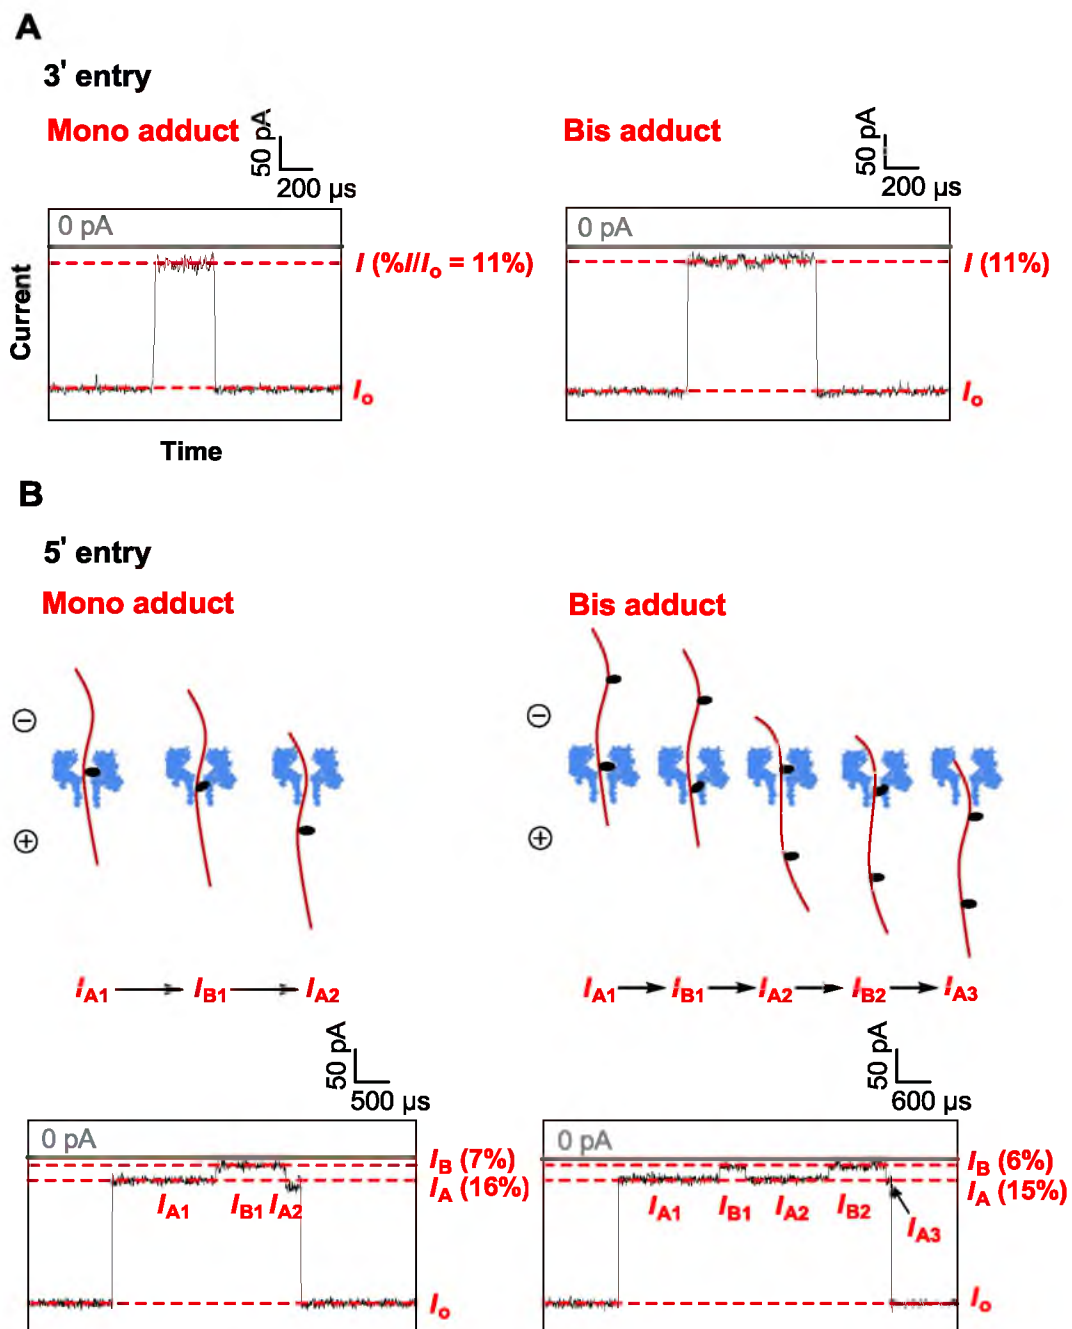 A
3' entry
Mono adduct
50 pA
200 µs
Bis adduct
50 pA
200 µs
0 pA
I (%I/Io = 11%)
Io
Current
Time
0 pA
I (11%)
Io
B
5' entry
Mono adduct
Bis adduct
−
+
−
+
IA1 → IB1 → IA2
IA1 → IB1 → IA2 → IB2 → IA3
50 pA
500 µs
50 pA
600 µs
0 pA
IB (7%)
IA (16%)
IA1 IB1 IA2
Io
0 pA
IB (6%)
IA (15%)
IA1 IB1 IA2 IB2
IA3
Io